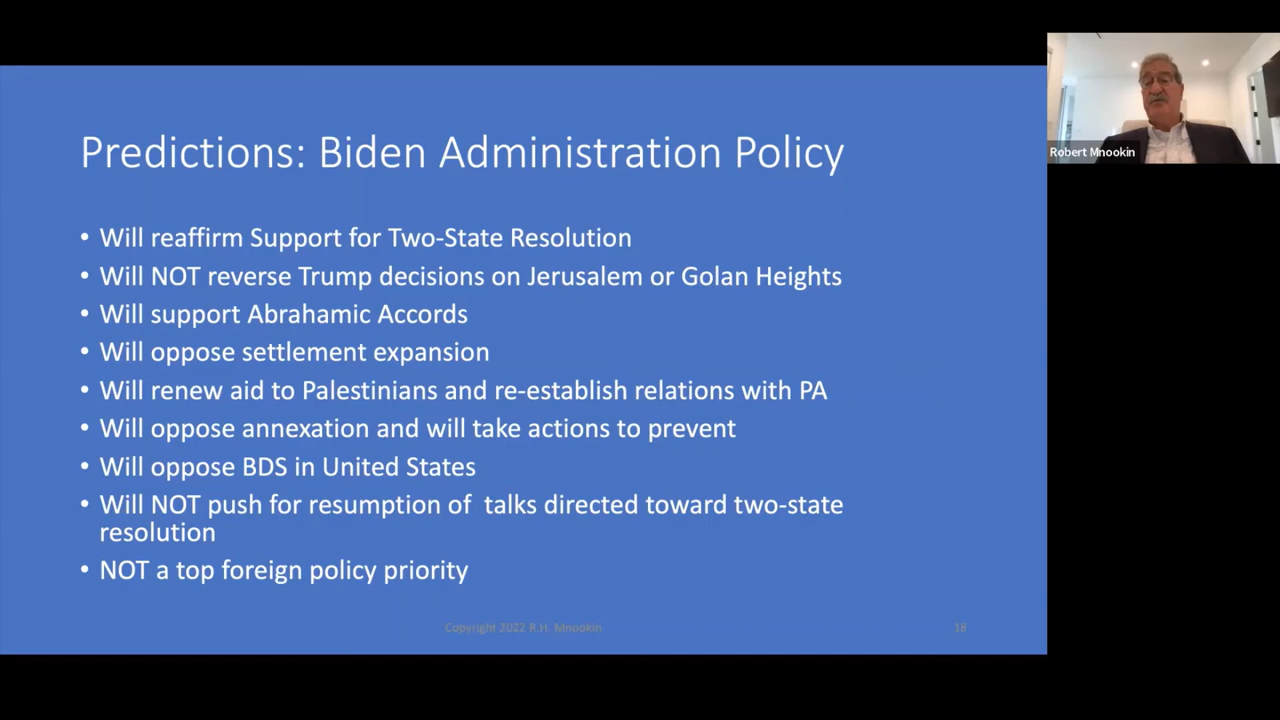 Predictions: Biden Administration Policy
• Will reaffirm Support for Two-State Resolution
• Will NOT reverse Trump decisions on Jerusalem or Golan Heights
• Will support Abrahamic Accords
• Will oppose settlement expansion
• Will renew aid to Palestinians and re-establish relations with PA
• Will oppose annexation and will take actions to prevent
• Will oppose BDS in United States
• Will NOT push for resumption of  talks directed toward two-state
resolution
• NOT a top foreign policy priority
Copyright 2022 R.H. Mnookin
18
Robert Mnookin